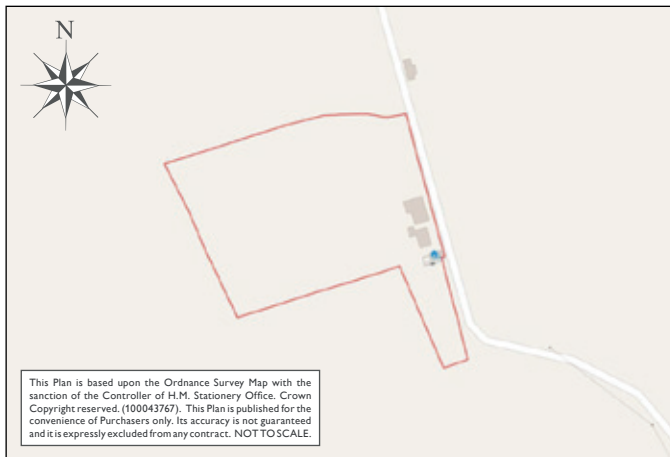 N
This Plan is based upon the Ordnance Survey Map with the
sanction of the Controller of H.M. Stationery Office. Crown
Copyright reserved. (100043767). This Plan is published for the
convenience of Purchasers only. Its accuracy is not guaranteed
and it is expressly excluded from any contract. NOT TO SCALE.